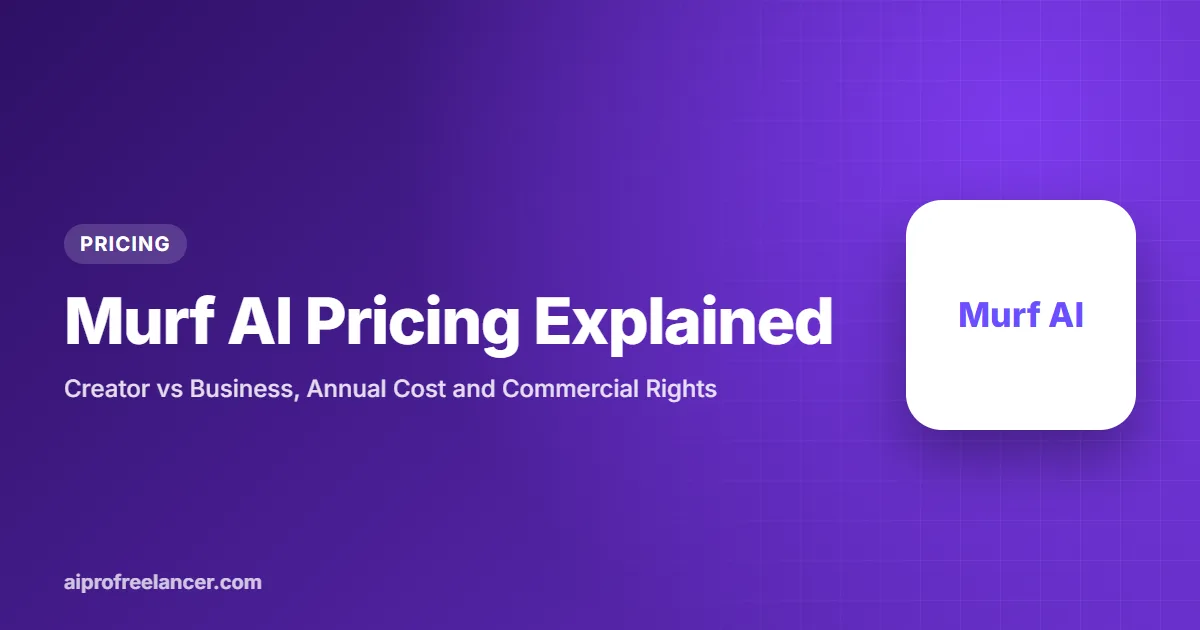 PRICING
Murf AI Pricing Explained
Creator vs Business, Annual Cost and Commercial Rights
Murf AI
aiprofreelancer.com